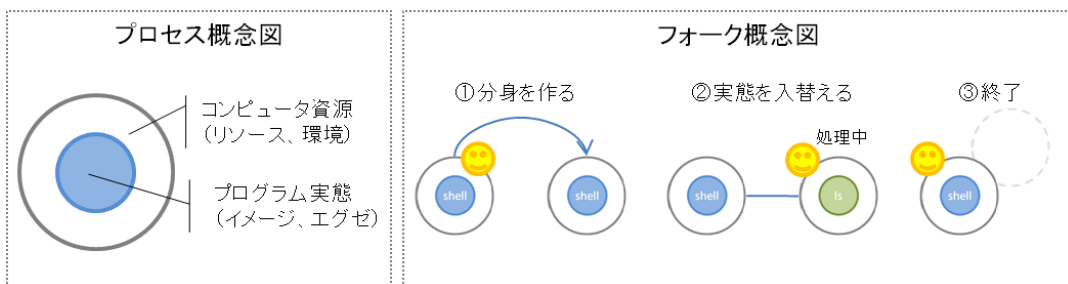 プロセス概念図
コンピュータ資源
(リソース、環境)
プログラム実態
(イメージ、エグゼ)
フォーク概念図
①分身を作る
②実態を入替える
③終了
処理中
shell
shell
shell
ls
shell